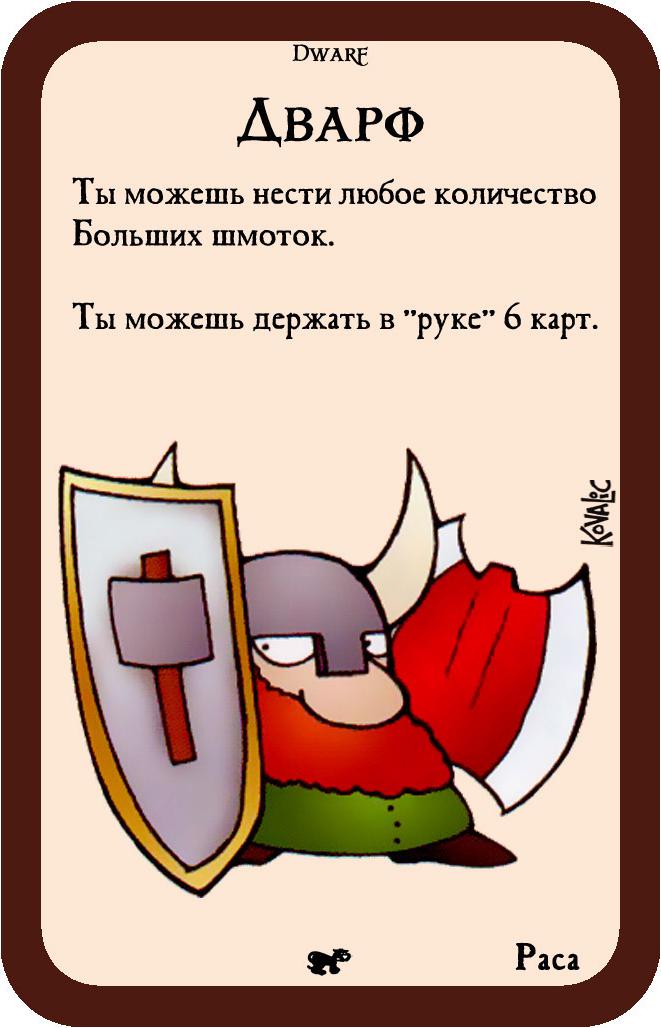 Dwarf
Дварф
Ты можешь нести любое количество
Больших шмоток.
Ты можешь держать в "руке" 6 карт.
Kovalic
Раса